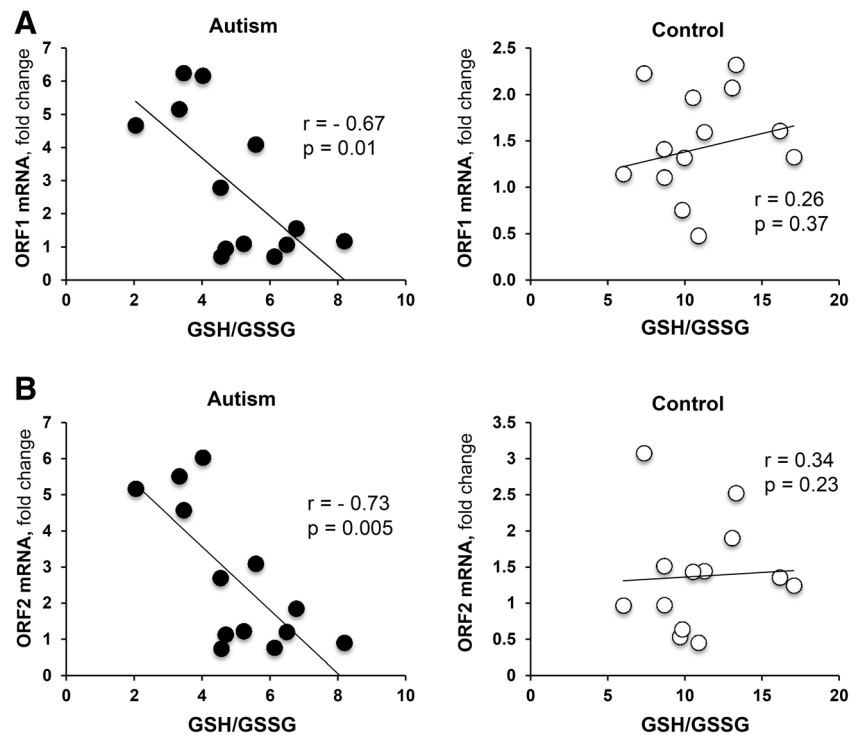 A
Autism
7
6
5
4
3
2
1
0
ORF1 mRNA, fold change
r = - 0.67
p = 0.01
0 2 4 6 8 10
GSH/GSSG
Control
2.5
2.0
1.5
1.0
0.5
0.0
ORF1 mRNA, fold change
r = 0.26
p = 0.37
0 5 10 15 20
GSH/GSSG
B
Autism
7
6
5
4
3
2
1
0
ORF2 mRNA, fold change
r = - 0.73
p = 0.005
0 2 4 6 8 10
GSH/GSSG
Control
3.5
3
2.5
2
1.5
1
0.5
0
ORF2 mRNA, fold change
r = 0.34
p = 0.23
0 5 10 15 20
GSH/GSSG